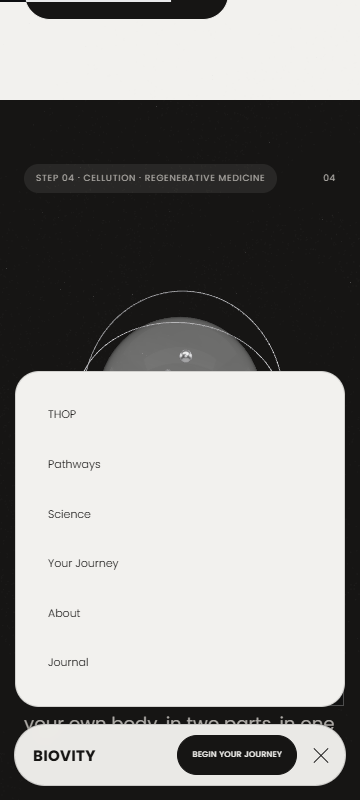 STEP 04 · CELLUTION · REGENERATIVE MEDICINE
04
THOP
Pathways
Science
Your Journey
About
Journal
your own body, in two parts, in one
BIOVITY
BEGIN YOUR JOURNEY